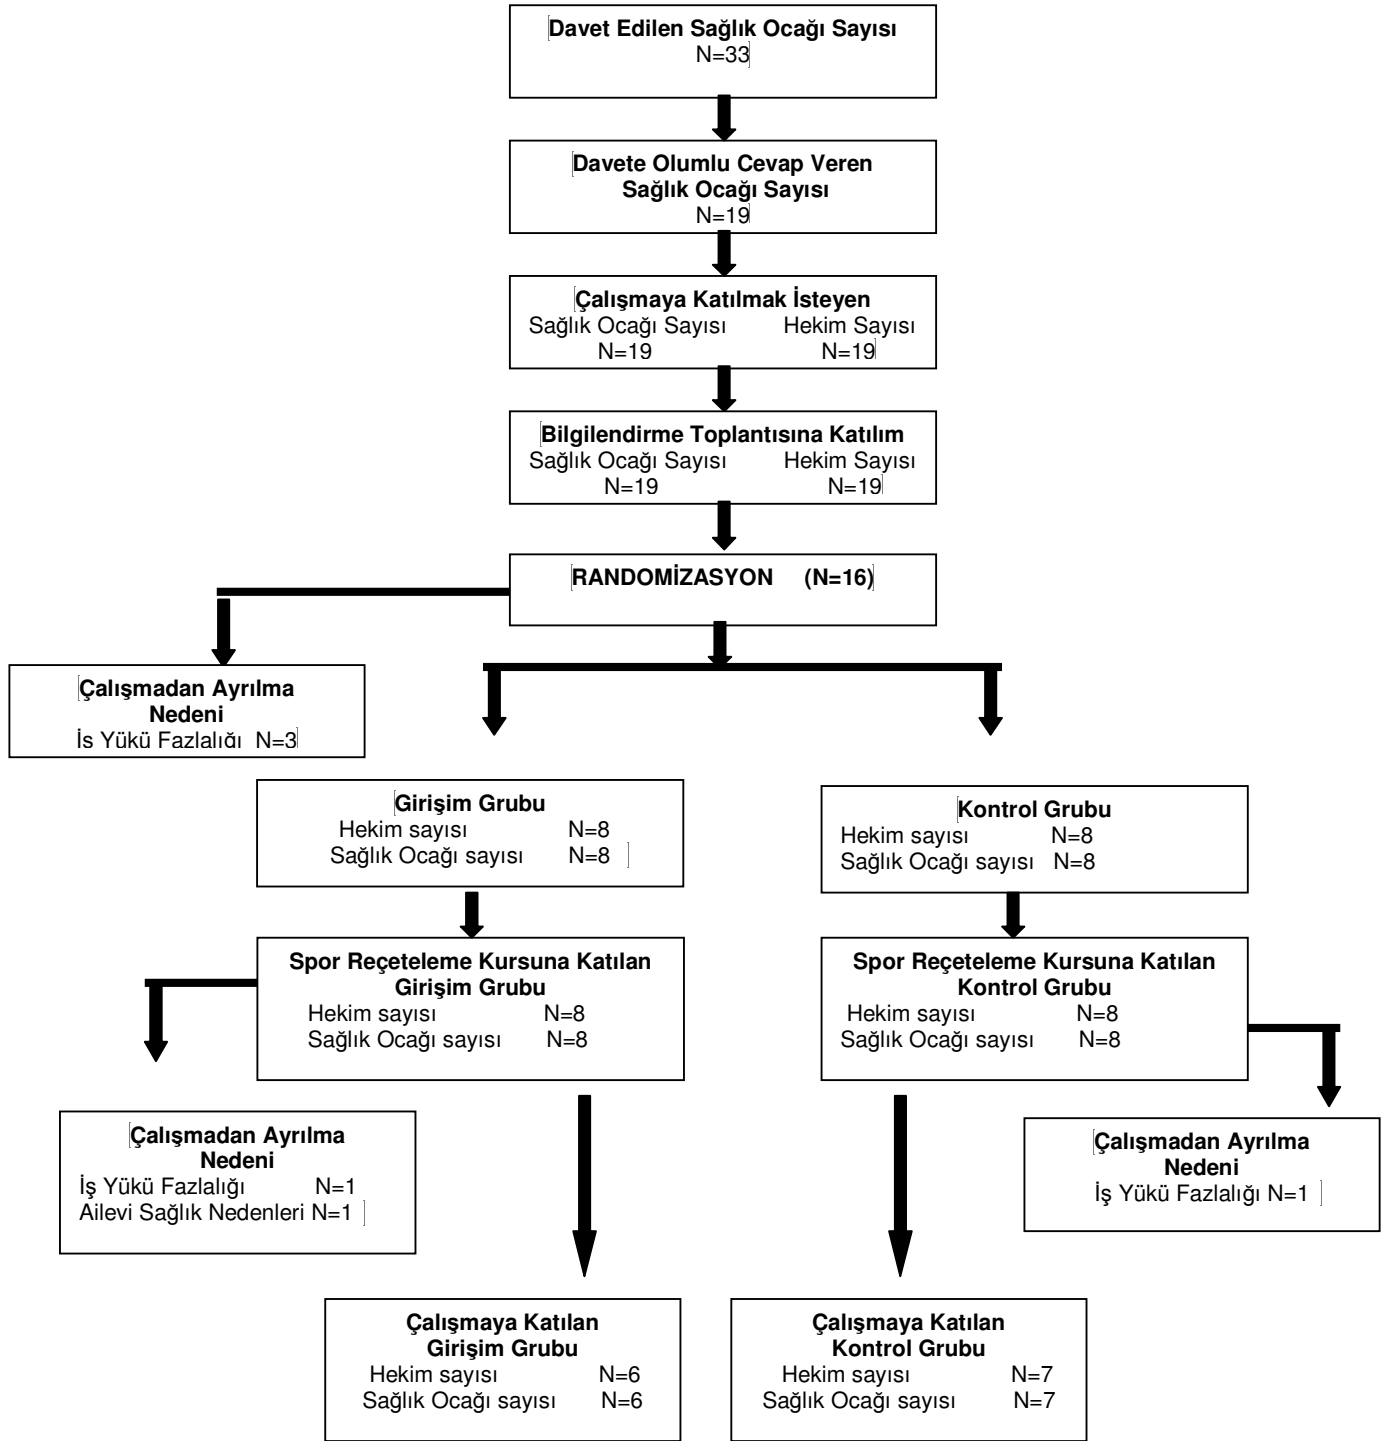 Davet Edilen Sağlık Ocağı Sayısı
N=33
Davete Olumlu Cevap Veren
Sağlık Ocağı Sayısı
N=19
Çalışmaya Katılmak İsteyen
Sağlık Ocağı Sayısı Hekim Sayısı
N=19 N=19
Bilgilendirme Toplantısına Katılım
Sağlık Ocağı Sayısı Hekim Sayısı
N=19 N=19
RANDOMİZASYON (N=16)
Çalışmadan Ayrılma
Nedeni
İş Yükü Fazlalığı N=3
Girişim Grubu
Hekim sayısı N=8
Sağlık Ocağı sayısı N=8
Kontrol Grubu
Hekim sayısı N=8
Sağlık Ocağı sayısı N=8
Spor Reçeteleme Kursuna Katılan
Girişim Grubu
Hekim sayısı N=8
Sağlık Ocağı sayısı N=8
Spor Reçeteleme Kursuna Katılan
Kontrol Grubu
Hekim sayısı N=8
Sağlık Ocağı sayısı N=8
Çalışmadan Ayrılma
Nedeni
İş Yükü Fazlalığı N=1
Ailevi Sağlık Nedenleri N=1
Çalışmadan Ayrılma
Nedeni
İş Yükü Fazlalığı N=1
Çalışmaya Katılan
Girişim Grubu
Hekim sayısı N=6
Sağlık Ocağı sayısı N=6
Çalışmaya Katılan
Kontrol Grubu
Hekim sayısı N=7
Sağlık Ocağı sayısı N=7